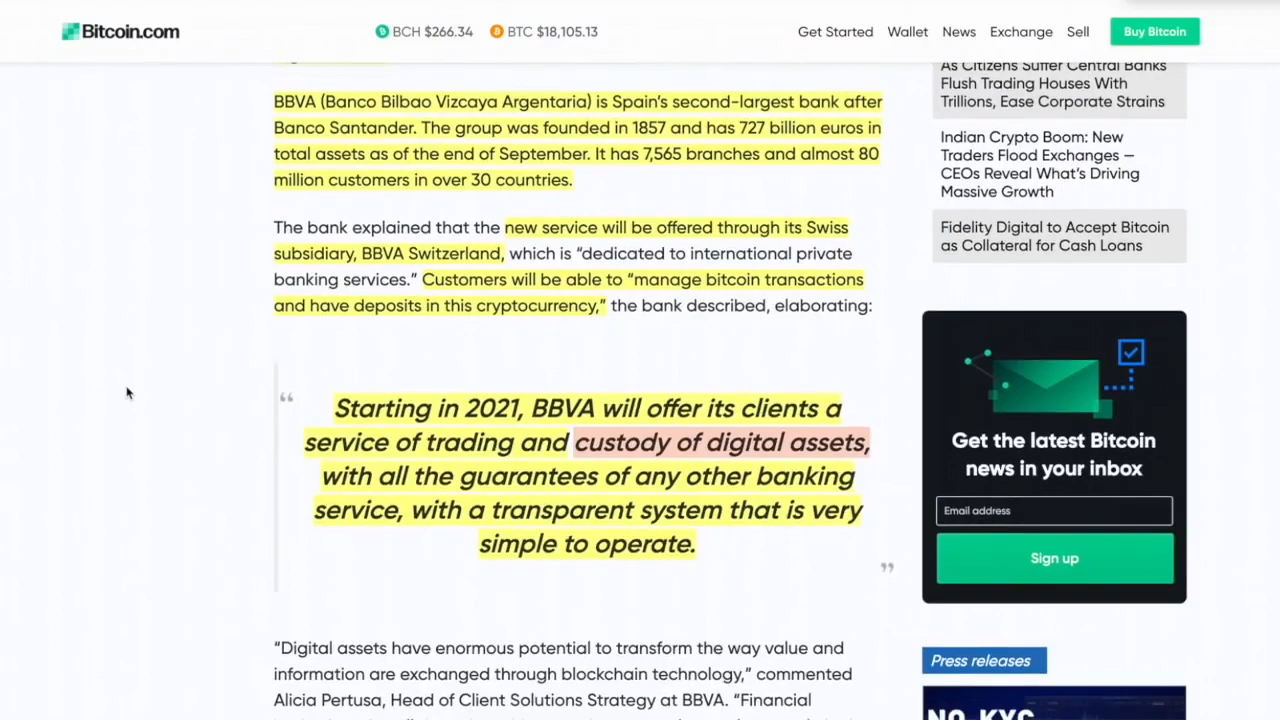 Bitcoin.com
BCH $266.34
BTC $18,105.13
Get Started
Wallet
News
Exchange
Sell
Buy Bitcoin
BBVA (Banco Bilbao Vizcaya Argentaria) is Spain's second-largest bank after
Banco Santander. The group was founded in 1857 and has 727 billion euros in
total assets as of the end of September. It has 7,565 branches and almost 80
million customers in over 30 countries.
The bank explained that the new service will be offered through its Swiss
subsidiary, BBVA Switzerland, which is “dedicated to international private
banking services.” Customers will be able to “manage bitcoin transactions
and have deposits in this cryptocurrency,” the bank described, elaborating:
“
Starting in 2021, BBVA will offer its clients a
service of trading and custody of digital assets,
with all the guarantees of any other banking
service, with a transparent system that is very
simple to operate.
”
“Digital assets have enormous potential to transform the way value and
information are exchanged through blockchain technology,” commented
Alicia Pertusa, Head of Client Solutions Strategy at BBVA. “Financial
As Citizens Suffer Central Banks
Flush Trading Houses With
Trillions, Ease Corporate Strains
Indian Crypto Boom: New
Traders Flood Exchanges —
CEOs Reveal What's Driving
Massive Growth
Fidelity Digital to Accept Bitcoin
as Collateral for Cash Loans
Get the latest Bitcoin
news in your inbox
Email address
Sign up
Press releases
NO KYC